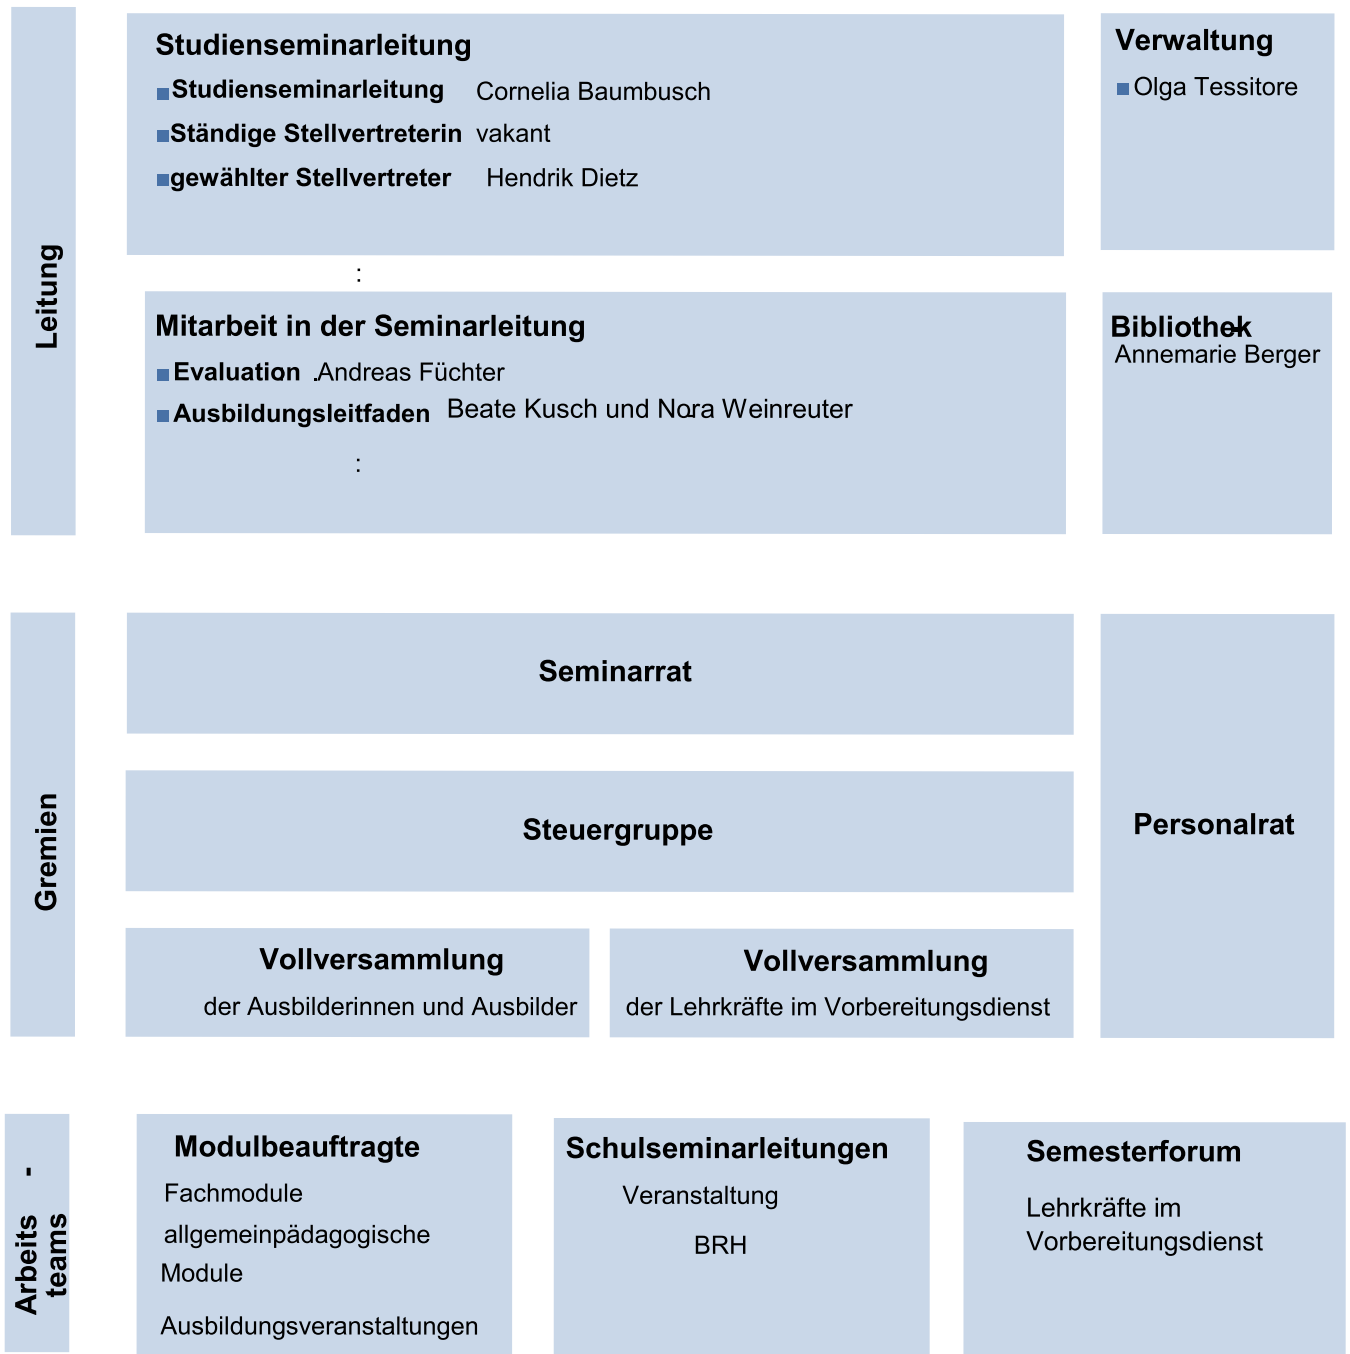 Leitung
Studienseminarleitung
Studienseminarleitung Cornelia Baumbusch
Ständige Stellvertreterin vakant
gewählter Stellvertreter Hendrik Dietz
:
Verwaltung
Olga Tessitore
Mitarbeit in der Seminarleitung
Evaluation .Andreas Füchter
Ausbildungsleitfaden Beate Kusch und Nora Weinreuter
:
Bibliothek
Annemarie Berger
Gremien
Seminarrat
Steuergruppe
Vollversammlung
der Ausbilderinnen und Ausbilder
Vollversammlung
der Lehrkräfte im Vorbereitungsdienst
Personalrat
Arbeits -
teams
Modulbeauftragte
Fachmodule
allgemeinpädagogische
Module
Ausbildungsveranstaltungen
Schulseminarleitungen
Veranstaltung
BRH
Semesterforum
Lehrkräfte im
Vorbereitungsdienst